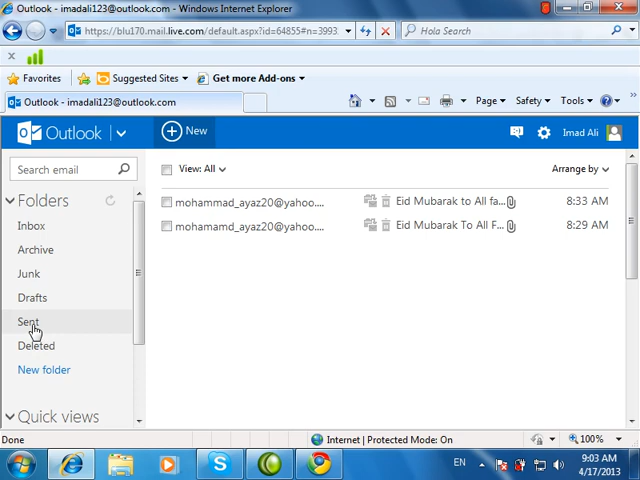 Outlook - imadali123@outlook.com - Windows Internet Explorer
https://blu170.mail.live.com/default.aspx?id=64855#n=3993
Hola Search
Favorites Suggested Sites Get more Add-ons
Outlook - imadali123@outlook.com
Page Safety Tools
Outlook New Imad Ali
Search email View: All Arrange by
Folders
mohammad_ayaz20@yahoo.... Eid Mubarak to All fa... 8:33 AM
Inbox mohamamd_ayaz20@yahoo.... Eid Mubarak To All F... 8:29 AM
Archive
Junk
Drafts
Sent
Deleted
New folder
Quick views
Done Internet | Protected Mode: On 100%
EN 9:03 AM
4/17/2013